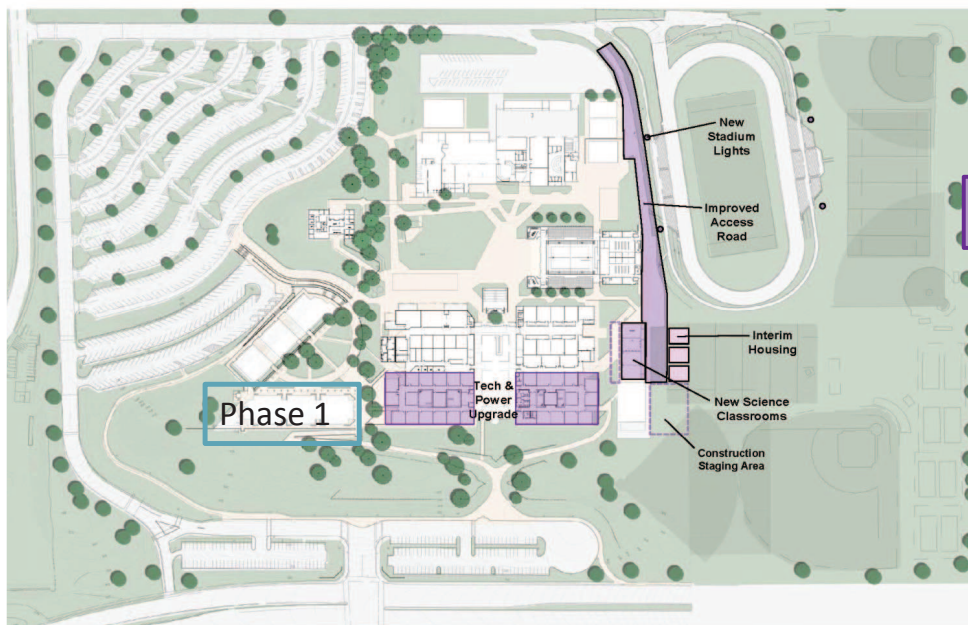 New
Stadium
Lights
Improved
Access
Road
Interim
Housing
Tech &
Power
Upgrade
Phase 1
New Science
Classrooms
Construction
Staging Area